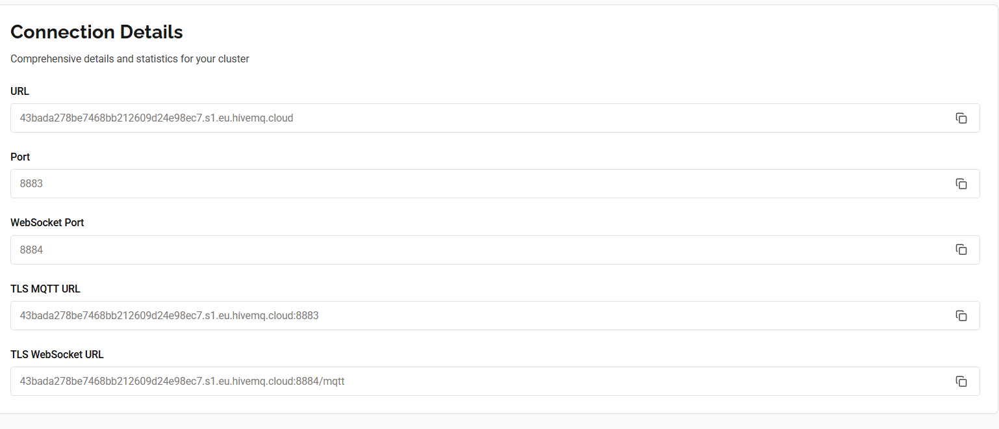 Connection Details
Comprehensive details and statistics for your cluster
URL
43bada278be7468bb212609d24e98ec7.s1.eu.hivemq.cloud
Port
8883
WebSocket Port
8884
TLS MQTT URL
43bada278be7468bb212609d24e98ec7.s1.eu.hivemq.cloud:8883
TLS WebSocket URL
43bada278be7468bb212609d24e98ec7.s1.eu.hivemq.cloud:8884/mqtt